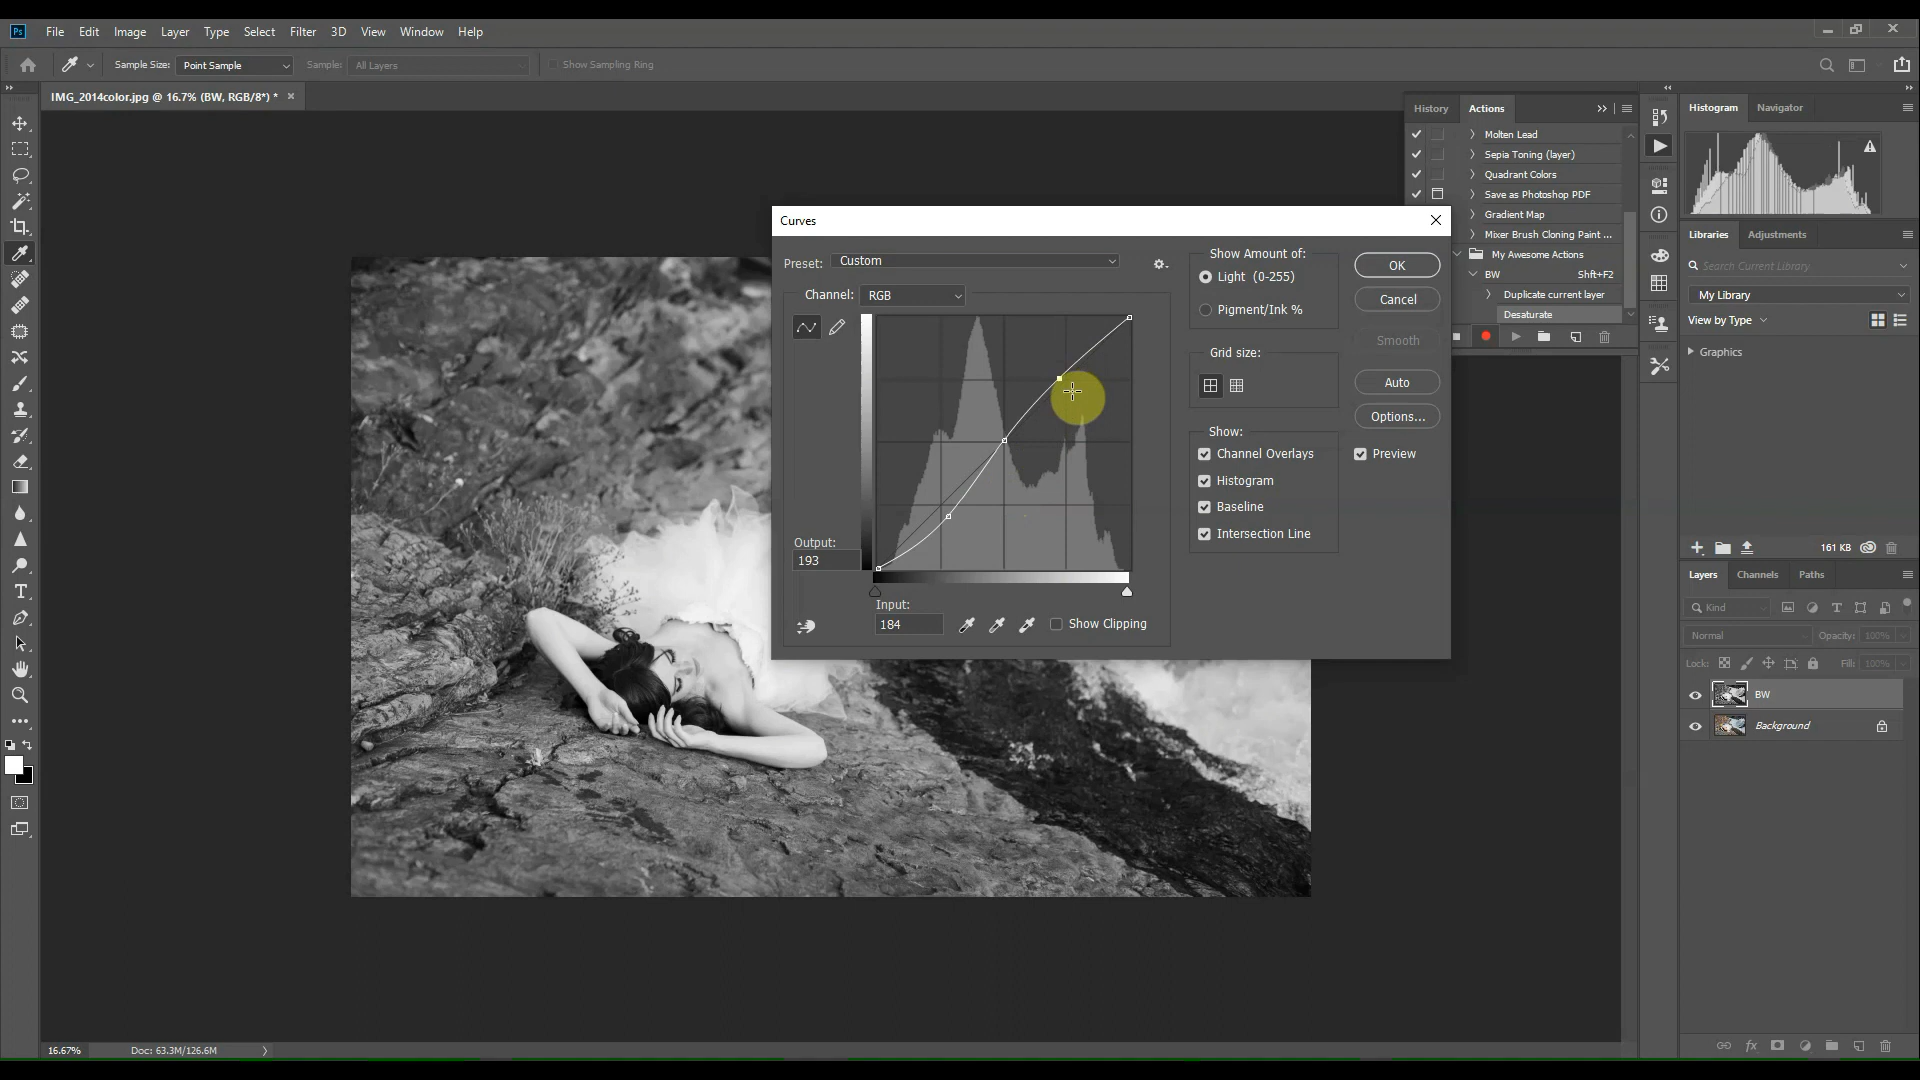 Ps File Edit Image Layer Type Select Filter 3D View Window Help
Sample Size: Point Sample Sample: All Layers Show Sampling Ring
IMG_2014color.jpg @ 16.7% (BW, RGB/8*) * ×
History Actions
Molten Lead
Sepia Toning (layer)
Quadrant Colors
Save as Photoshop PDF
Gradient Map
Mixer Brush Cloning Paint ...
My Awesome Actions
BW Shft+F2
Duplicate current layer
Desaturate
Curves
Preset: Custom
Channel: RGB
Output:
193
Input:
184
Show Clipping
Show Amount of:
Light (0-255)
Pigment/Ink %
Grid size:
Show:
Channel Overlays
Histogram
Baseline
Intersection Line
OK
Cancel
Smooth
Auto
Options...
Preview
Histogram Navigator
Libraries Adjustments
Search Current Library
My Library
View by Type
Graphics
161 KB
Layers Channels Paths
Kind
Normal Opacity: 100%
Lock: Fill: 100%
BW
Background
16.67% Doc: 63.3M/126.6M